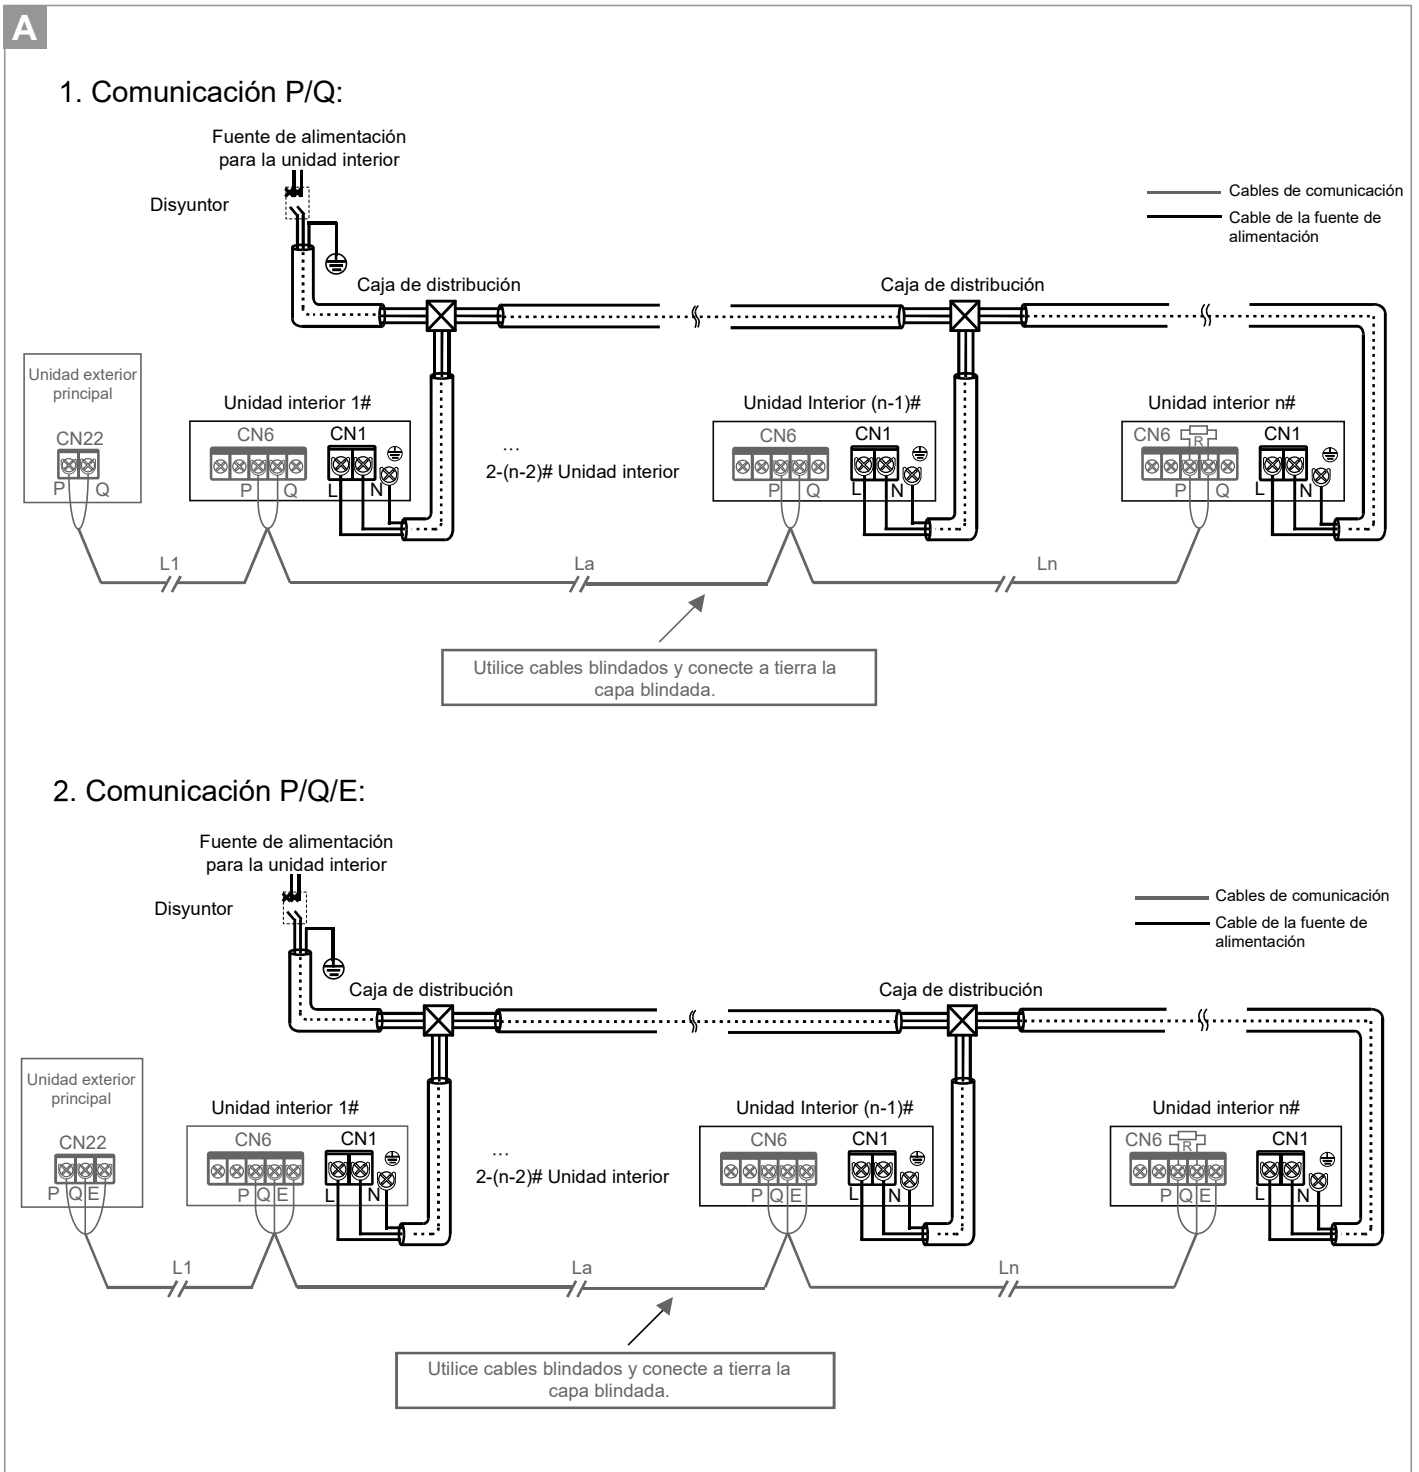 A
1. Comunicación P/Q:
Fuente de alimentación
para la unidad interior
Disyuntor
Cables de comunicación
Cable de la fuente de
alimentación
Caja de distribución
Caja de distribución
Unidad exterior
principal
CN22
P Q
Unidad interior 1#
CN6 CN1
P Q L N
...
2-(n-2)# Unidad interior
Unidad Interior (n-1)#
CN6 CN1
P Q L N
Unidad interior n#
CN6 R CN1
P Q L N
L1 La Ln
Utilice cables blindados y conecte a tierra la
capa blindada.
2. Comunicación P/Q/E:
Fuente de alimentación
para la unidad interior
Disyuntor
Cables de comunicación
Cable de la fuente de
alimentación
Caja de distribución
Caja de distribución
Unidad exterior
principal
CN22
P Q E
Unidad interior 1#
CN6 CN1
P Q E L N
...
2-(n-2)# Unidad interior
Unidad Interior (n-1)#
CN6 CN1
P Q E L N
Unidad interior n#
CN6 R CN1
P Q E L N
L1 La Ln
Utilice cables blindados y conecte a tierra la
capa blindada.